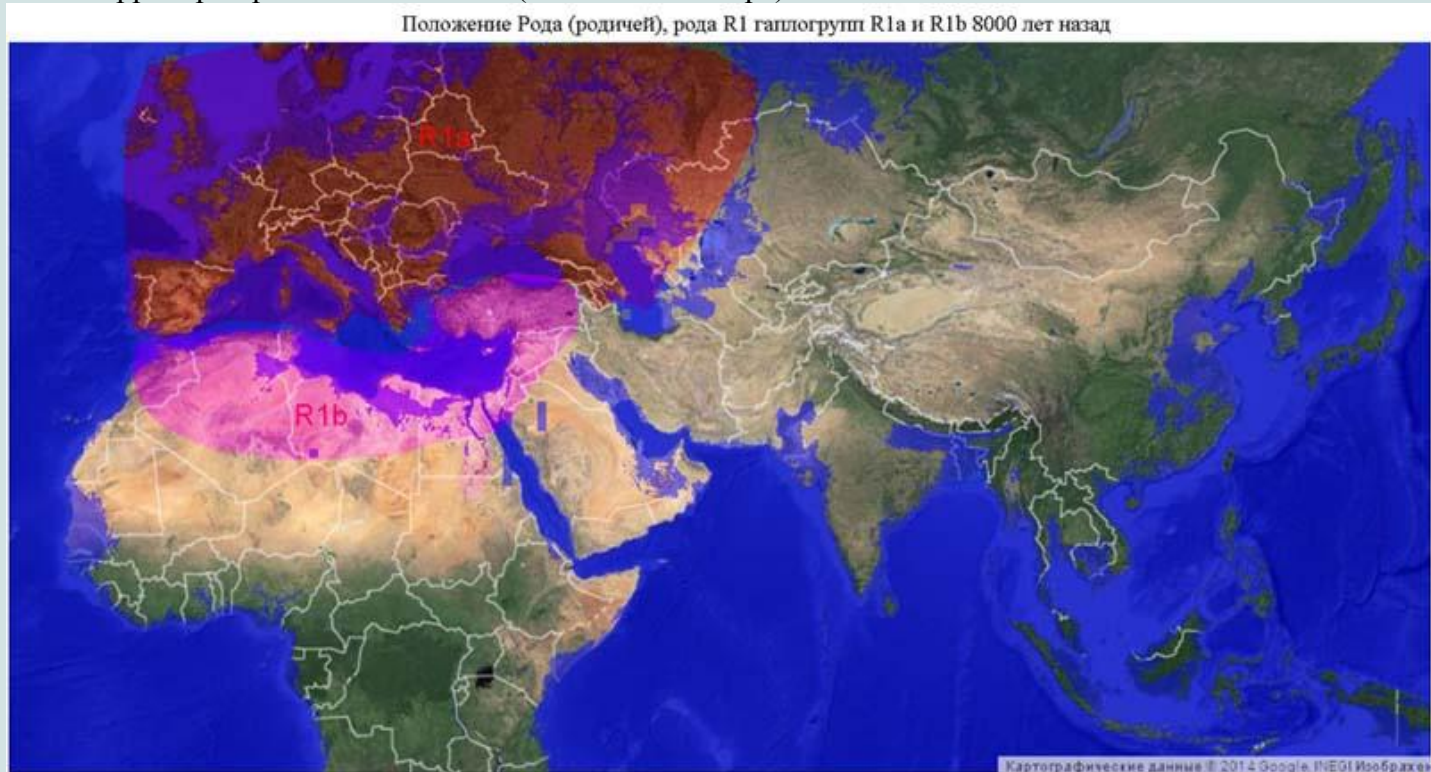 Положение Рода (родичей), рода R1 гаплогрупп R1a и R1b 8000 лет назад
R1a
R1b
Картографические данные © 2014 Google, INEGI Изображен